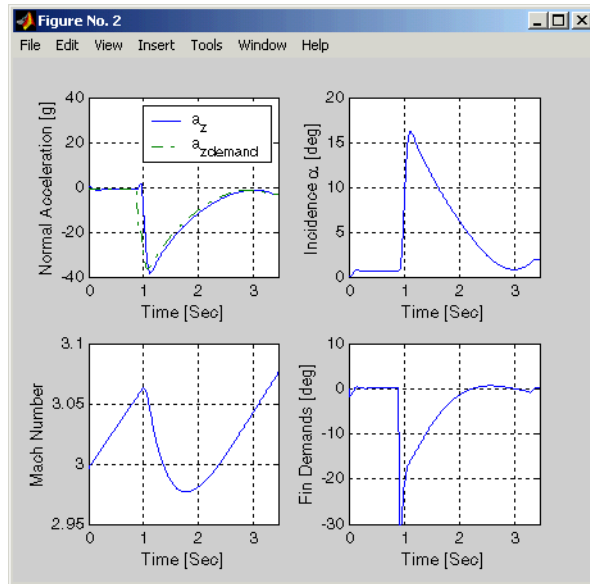 Figure No. 2
File Edit View Insert Tools Window Help
Normal Acceleration [g]
40
20
0
-20
-40
a_z
a_zdemand
0 1 2 3
Time [Sec]
Incidence α [deg]
20
15
10
5
0
0 1 2 3
Time [Sec]
Mach Number
3.1
3.05
3
2.95
0 1 2 3
Time [Sec]
Fin Demands [deg]
10
0
-10
-20
-30
0 1 2 3
Time [Sec]